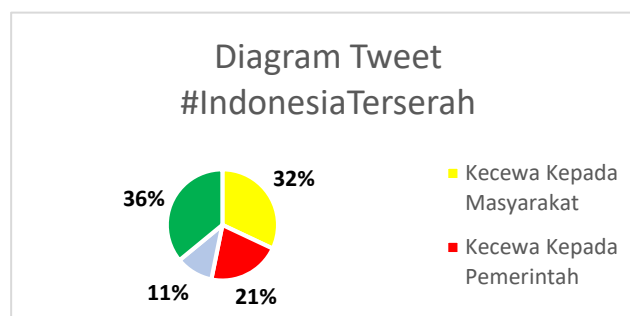 Diagram Tweet
#IndonesiaTerserah
32%
36%
11%
21%
Kecewa Kepada
Masyarakat
Kecewa Kepada
Pemerintah